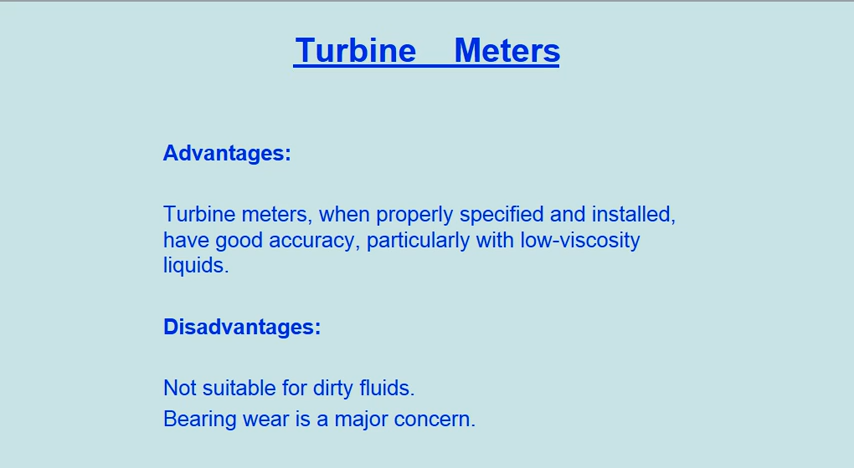 Turbine Meters
Advantages:
Turbine meters, when properly specified and installed,
have good accuracy, particularly with low-viscosity
liquids.
Disadvantages:
Not suitable for dirty fluids.
Bearing wear is a major concern.